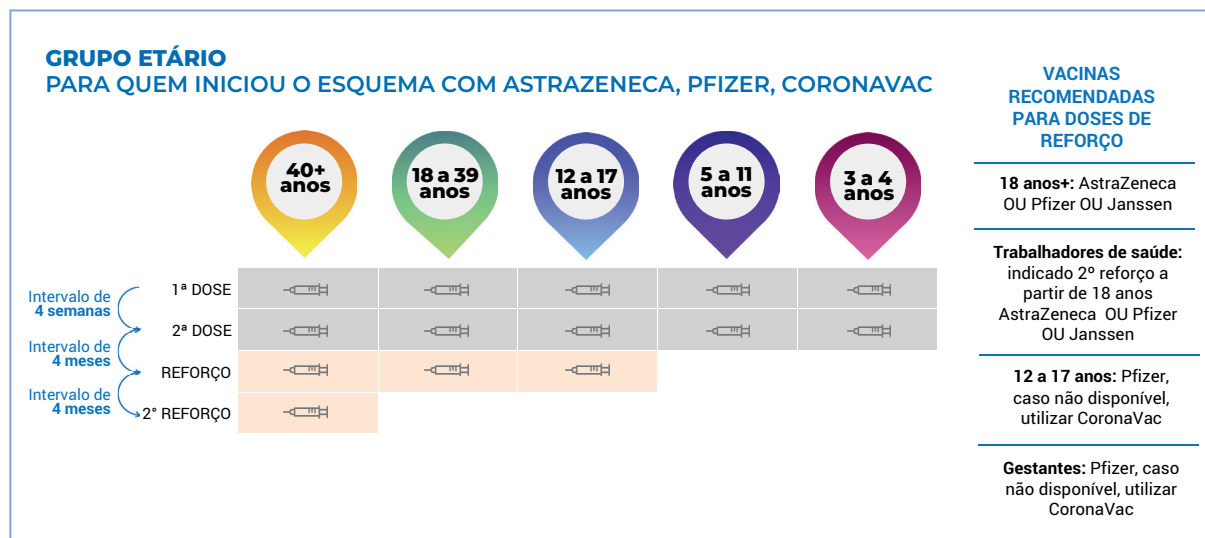 GRUPO ETÁRIO
PARA QUEM INICIOU O ESQUEMA COM ASTRAZENECA, PFIZER, CORONAVAC
40+
anos
18 a 39
anos
12 a 17
anos
5 a 11
anos
3 a 4
anos
1ª DOSE
2ª DOSE
REFORÇO
2° REFORÇO
Intervalo de
4 semanas
Intervalo de
4 meses
Intervalo de
4 meses
VACINAS
RECOMENDADAS
PARA DOSES DE
REFORÇO
18 anos+: AstraZeneca
OU Pfizer OU Janssen
Trabalhadores de saúde:
indicado 2º reforço a
partir de 18 anos
AstraZeneca OU Pfizer
OU Janssen
12 a 17 anos: Pfizer,
caso não disponível,
utilizar CoronaVac
Gestantes: Pfizer, caso
não disponível, utilizar
CoronaVac